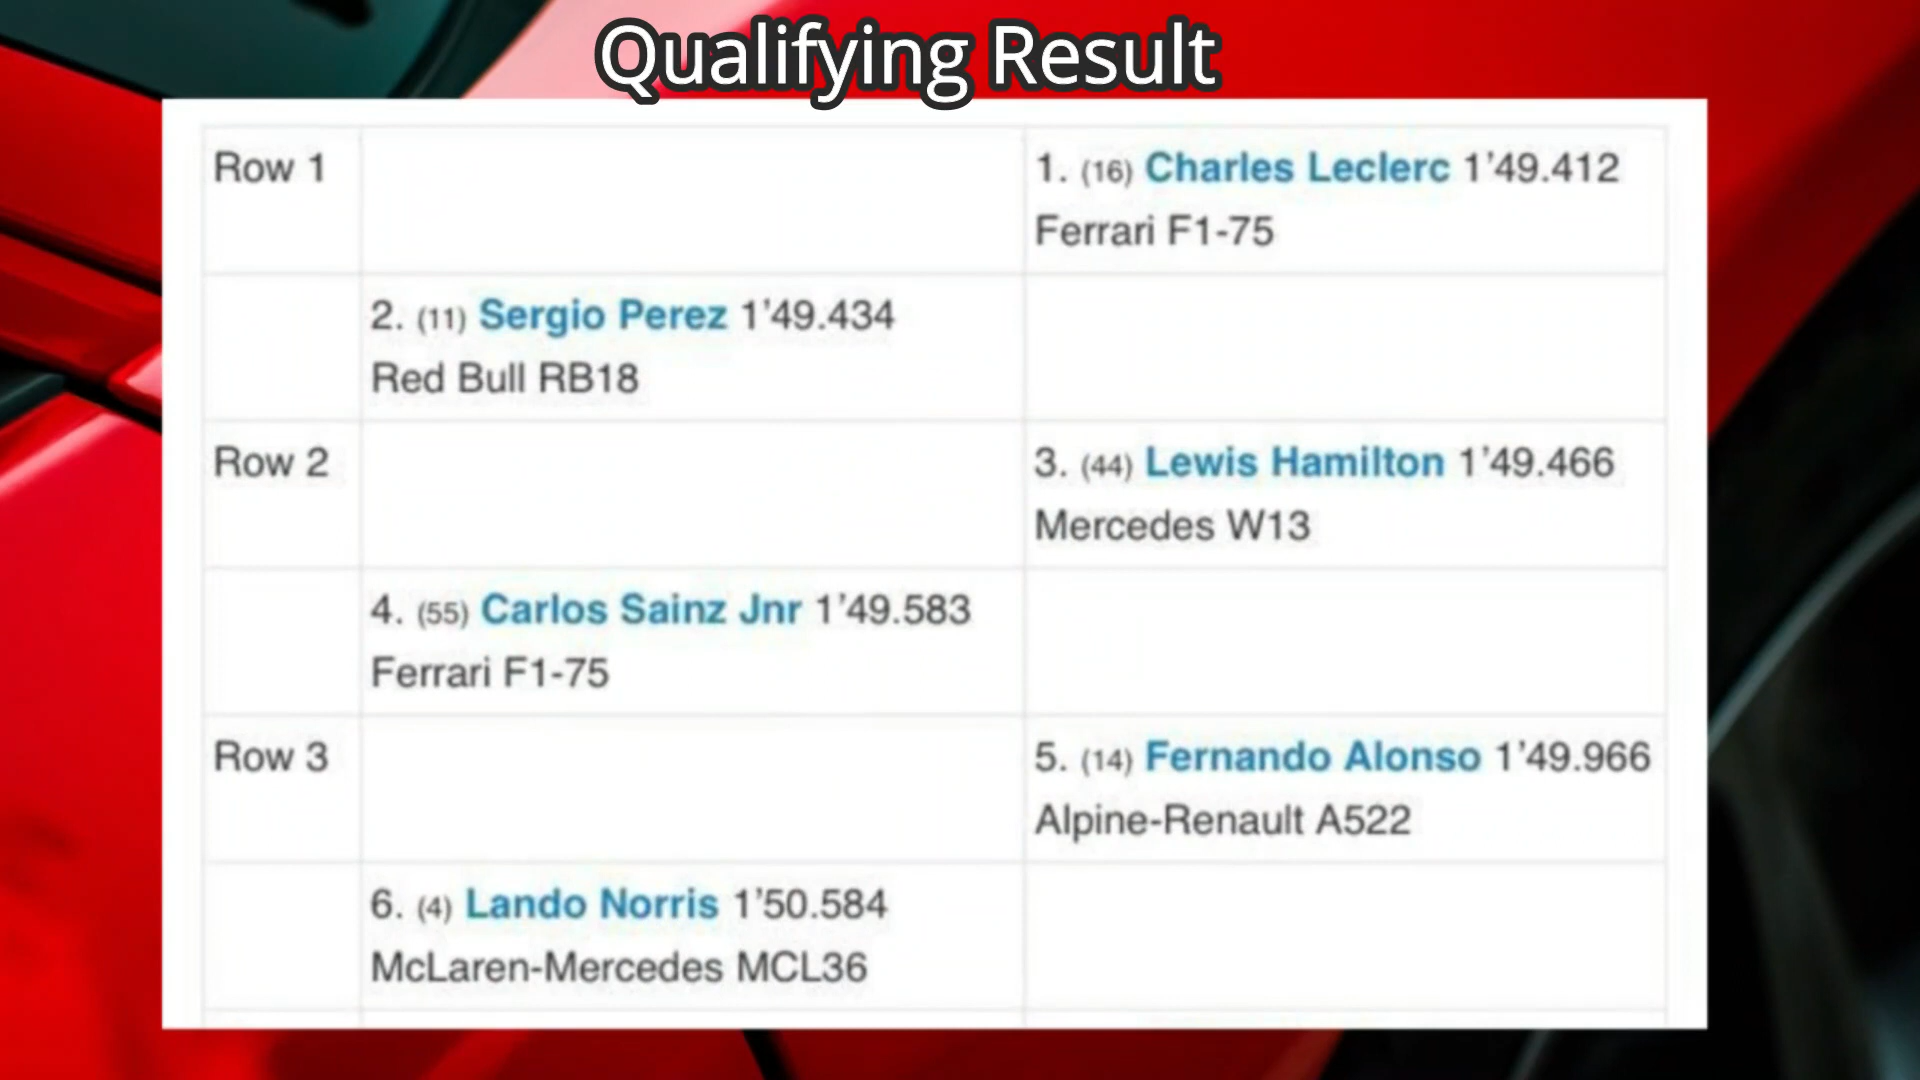 Qualifying Result
Row 1
1. (16) Charles Leclerc 1'49.412
Ferrari F1-75
2. (11) Sergio Perez 1'49.434
Red Bull RB18
Row 2
3. (44) Lewis Hamilton 1'49.466
Mercedes W13
4. (55) Carlos Sainz Jnr 1'49.583
Ferrari F1-75
Row 3
5. (14) Fernando Alonso 1'49.966
Alpine-Renault A522
6. (4) Lando Norris 1'50.584
McLaren-Mercedes MCL36